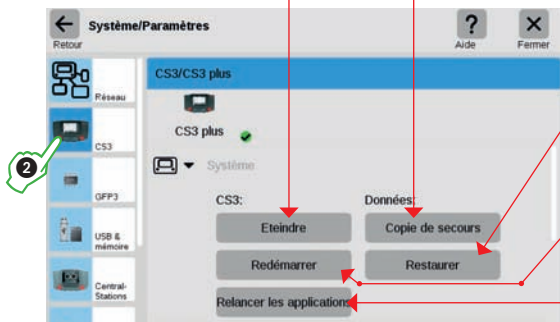 Système/Paramètres
?
Retour
Aide
Fermer
Réseau
CS3/CS3 plus
CS3
CS3 plus
2
Système
GFP3
CS3:
Données:
USB &
mémoire
Eteindre
Copie de secours
Redémarrer
Restaurer
Central-
Stations
Relancer les applications